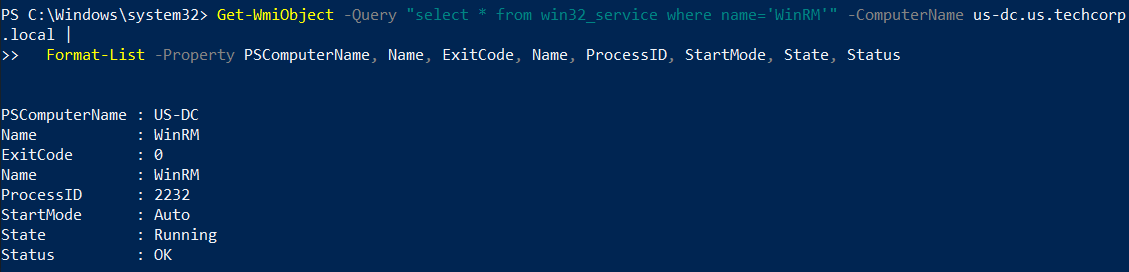 PS C:\Windows\system32> Get-WmiObject -Query "select * from win32_service where name='WinRM'" -ComputerName us-dc.us.techcorp
.local |
>>   Format-List -Property PSComputerName, Name, ExitCode, Name, ProcessID, StartMode, State, Status
PSComputerName : US-DC
Name           : WinRM
ExitCode       : 0
Name           : WinRM
ProcessID      : 2232
StartMode      : Auto
State          : Running
Status         : OK